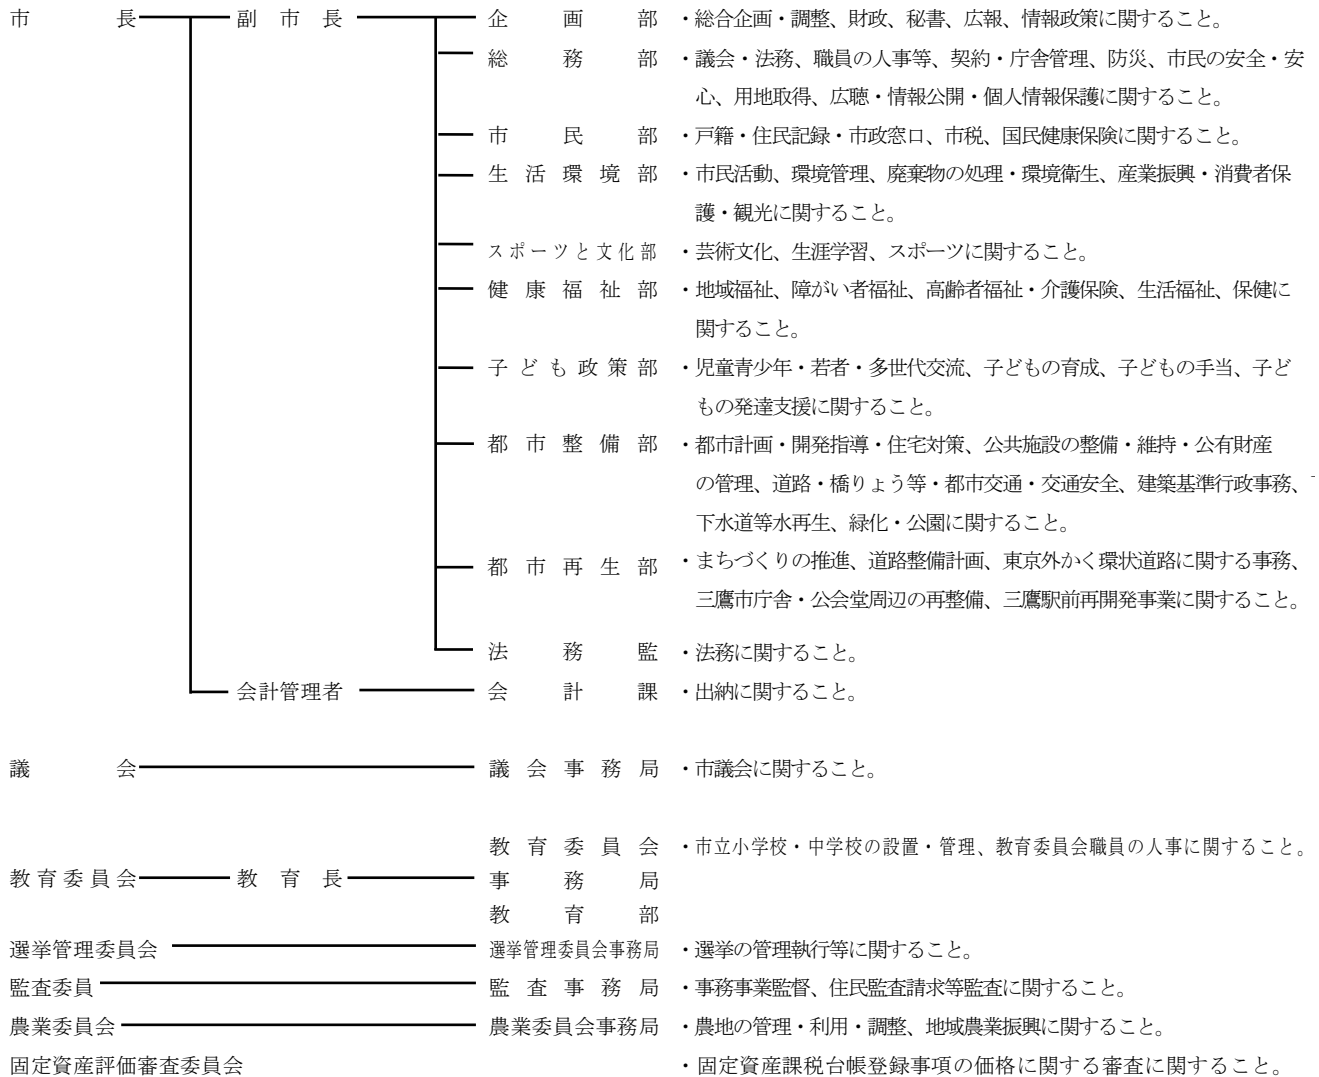 市長 副市長 企画部 ・総合企画・調整、財政、秘書、広報、情報政策に関すること。
総務部 ・議会・法務、職員の人事等、契約・庁舎管理、防災、市民の安全・安
心、用地取得、広聴・情報公開・個人情報保護に関すること。
市民部 ・戸籍・住民記録・市政窓口、市税、国民健康保険に関すること。
生活環境部 ・市民活動、環境管理、廃棄物の処理・環境衛生、産業振興・消費者保
護・観光に関すること。
スポーツと文化部 ・芸術文化、生涯学習、スポーツに関すること。
健康福祉部 ・地域福祉、障がい者福祉、高齢者福祉・介護保険、生活福祉、保健に
関すること。
子ども政策部 ・児童青少年・若者・多世代交流、子どもの育成、子どもの手当、子ど
もの発達支援に関すること。
都市整備部 ・都市計画・開発指導・住宅対策、公共施設の整備・維持・公有財産
の管理、道路・橋りょう等・都市交通・交通安全、建築基準行政事務、
下水道等水再生、緑化・公園に関すること。
都市再生部 ・まちづくりの推進、道路整備計画、東京外かく環状道路に関する事務、
三鷹市庁舎・公会堂周辺の再整備、三鷹駅前再開発事業に関すること。
法務監 ・法務に関すること。
会計管理者 会計課 ・出納に関すること。
議会 議会事務局 ・市議会に関すること。
教育委員会 ・市立小学校・中学校の設置・管理、教育委員会職員の人事に関すること。
教育委員会 教育長 事務局
教育部
選挙管理委員会 選挙管理委員会事務局 ・選挙の管理執行等に関すること。
監査委員 監査事務局 ・事務事業監督、住民監査請求等監査に関すること。
農業委員会 農業委員会事務局 ・農地の管理・利用・調整、地域農業振興に関すること。
固定資産評価審査委員会 ・固定資産課税台帳登録事項の価格に関する審査に関すること。